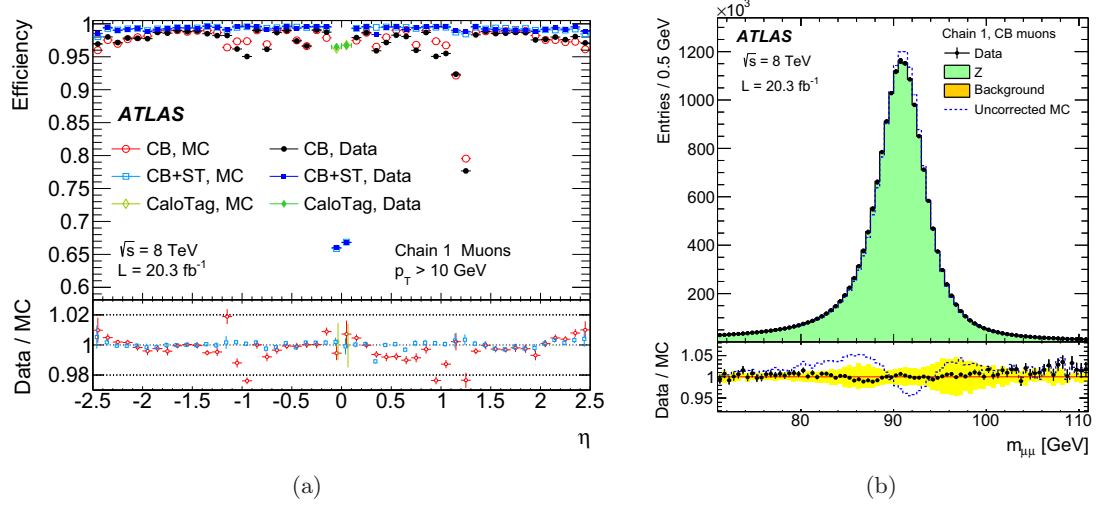 Efficiency
1
0.95
0.9
0.85
0.8
0.75
0.7
0.65
0.6
ATLAS
CB, MC
CB, Data
CB+ST, MC
CB+ST, Data
CaloTag, MC
CaloTag, Data
√s = 8 TeV
L = 20.3 fb⁻¹
Chain 1 Muons
p_T > 10 GeV
Data / MC
1.02
1
0.98
-2.5 -2 -1.5 -1 -0.5 0 0.5 1 1.5 2 2.5
η
(a)
×10³
Entries / 0.5 GeV
1200
1000
800
600
400
200
ATLAS
√s = 8 TeV
L = 20.3 fb⁻¹
Chain 1, CB muons
Data
Z
Background
Uncorrected MC
Data / MC
1.05
1
0.95
80 90 100 110
m_μμ [GeV]
(b)